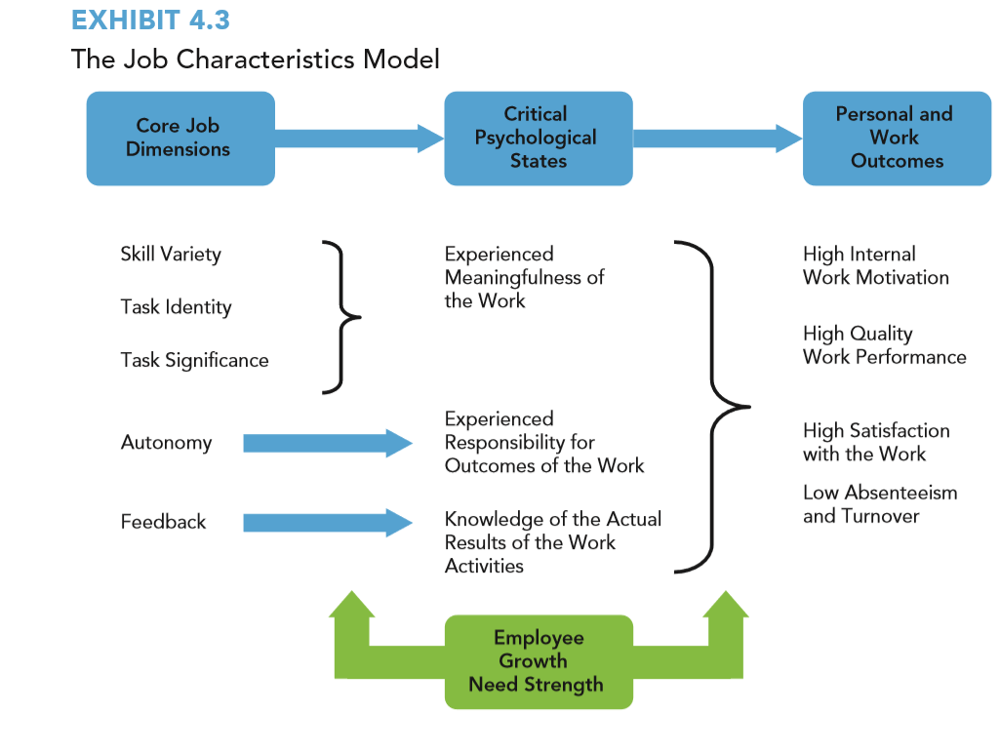 EXHIBIT 4.3
The Job Characteristics Model
Core Job
Dimensions
Critical
Psychological
States
Personal and
Work
Outcomes
Skill Variety
Task Identity
Task Significance
Experienced
Meaningfulness of
the Work
High Internal
Work Motivation
High Quality
Work Performance
Autonomy
Experienced
Responsibility for
Outcomes of the Work
High Satisfaction
with the Work
Feedback
Knowledge of the Actual
Results of the Work
Activities
Low Absenteeism
and Turnover
Employee
Growth
Need Strength